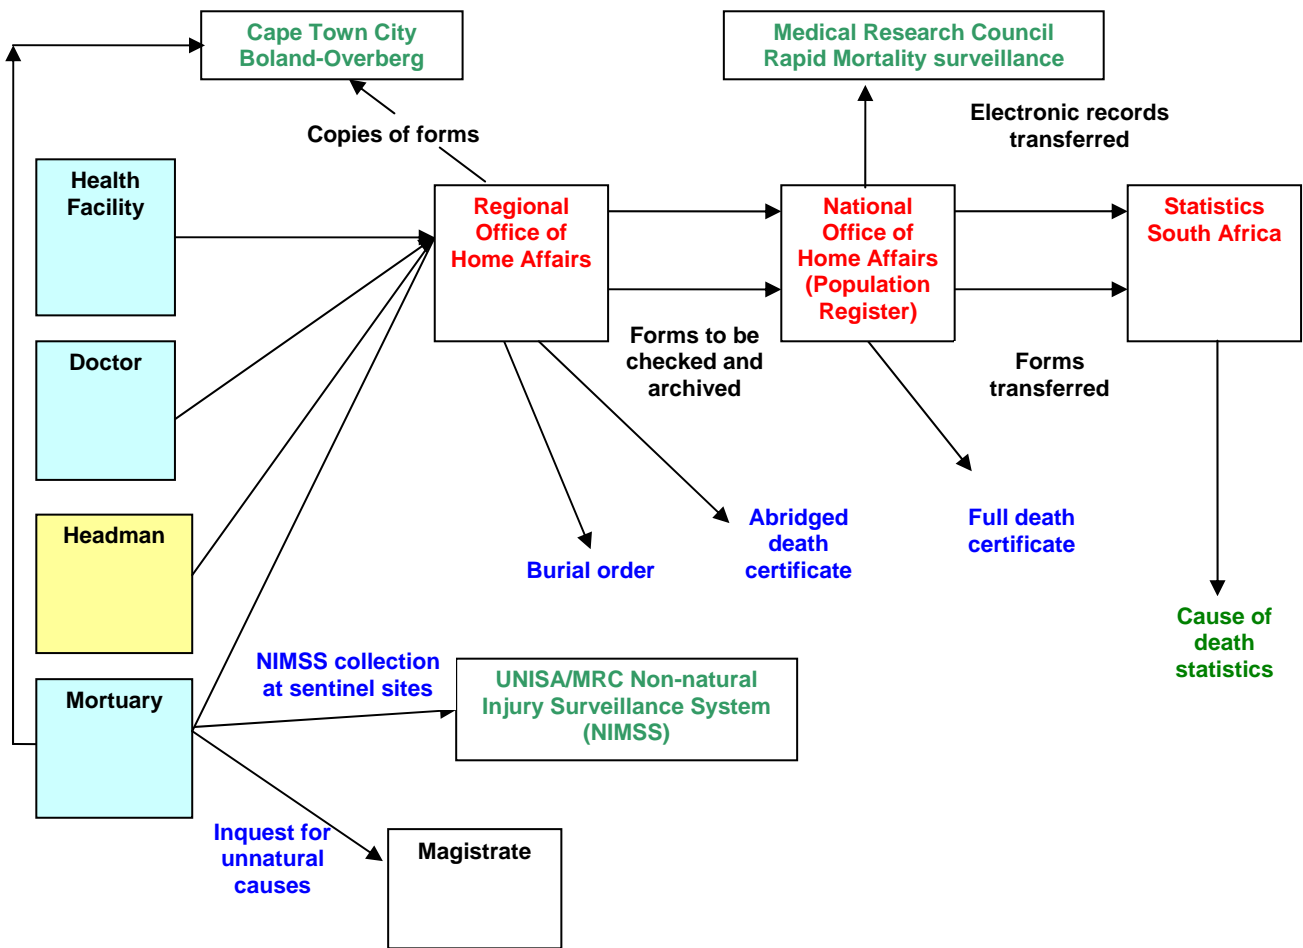 Cape Town City
Boland-Overberg
Medical Research Council
Rapid Mortality surveillance
Copies of forms
Electronic records
transferred
Health
Facility
Regional
Office of
Home Affairs
National
Office of
Home Affairs
(Population
Register)
Statistics
South Africa
Doctor
Forms to be
checked and
archived
Forms
transferred
Headman
Burial order
Abridged
death
certificate
Full death
certificate
Cause of
death
statistics
Mortuary
NIMSS collection
at sentinel sites
UNISA/MRC Non-natural
Injury Surveillance System
(NIMSS)
Inquest for
unnatural
causes
Magistrate